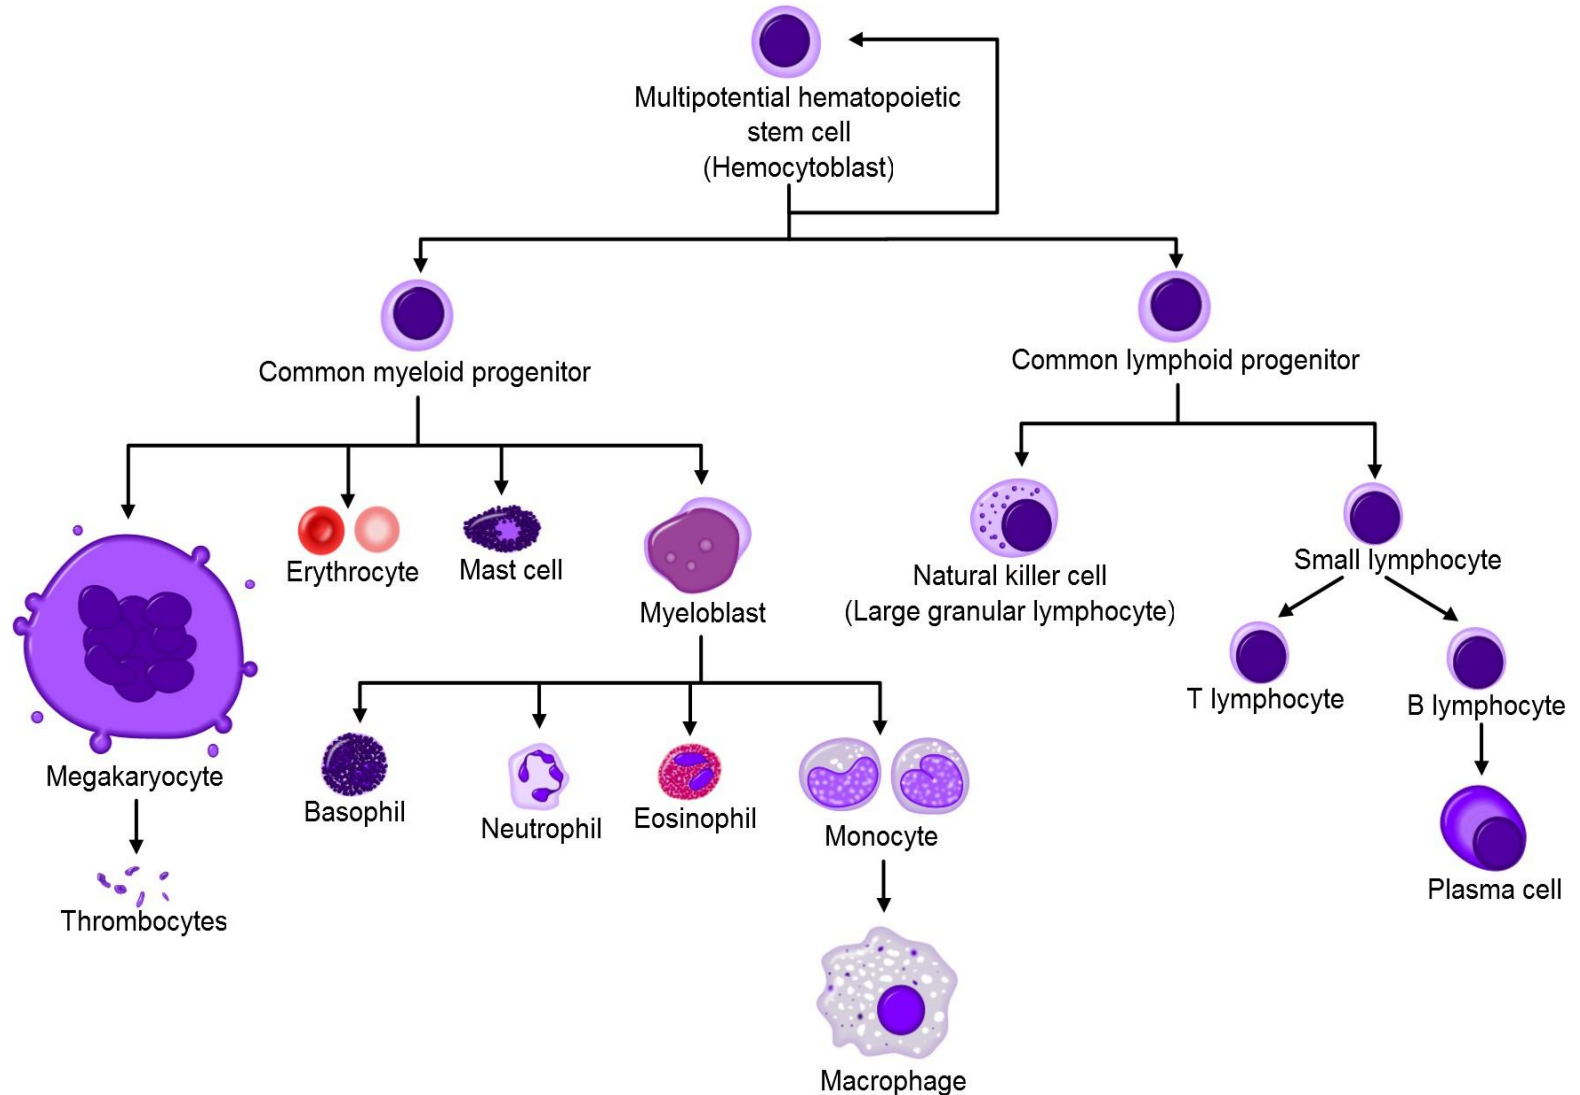 Multipotential hematopoietic
stem cell
(Hemocytoblast)
Common myeloid progenitor
Common lymphoid progenitor
Erythrocyte
Mast cell
Myeloblast
Natural killer cell
(Large granular lymphocyte)
Small lymphocyte
T lymphocyte
B lymphocyte
Megakaryocyte
Basophil
Neutrophil
Eosinophil
Monocyte
Plasma cell
Thrombocytes
Macrophage